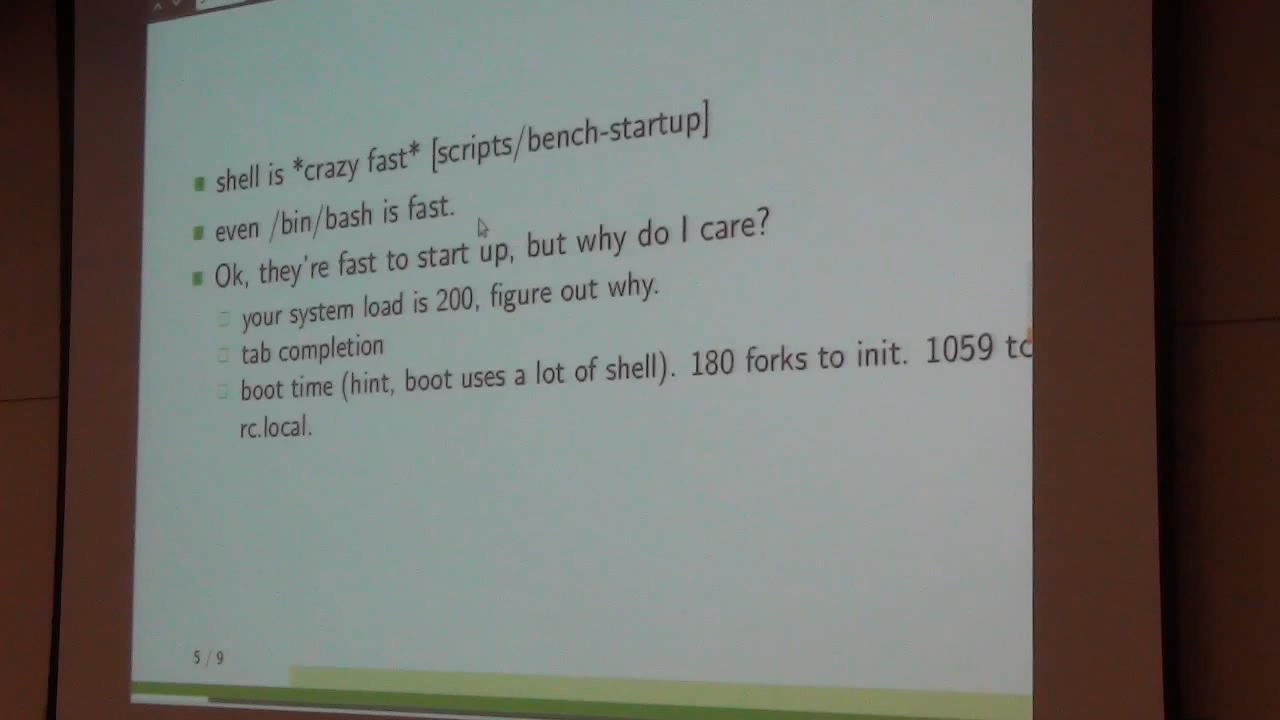 shell is *crazy fast* [scripts/bench-startup]
even /bin/bash is fast.
Ok, they're fast to start up, but why do I care?
your system load is 200, figure out why.
tab completion
boot time (hint, boot uses a lot of shell). 180 forks to init. 1059 to
rc.local.
5 / 9